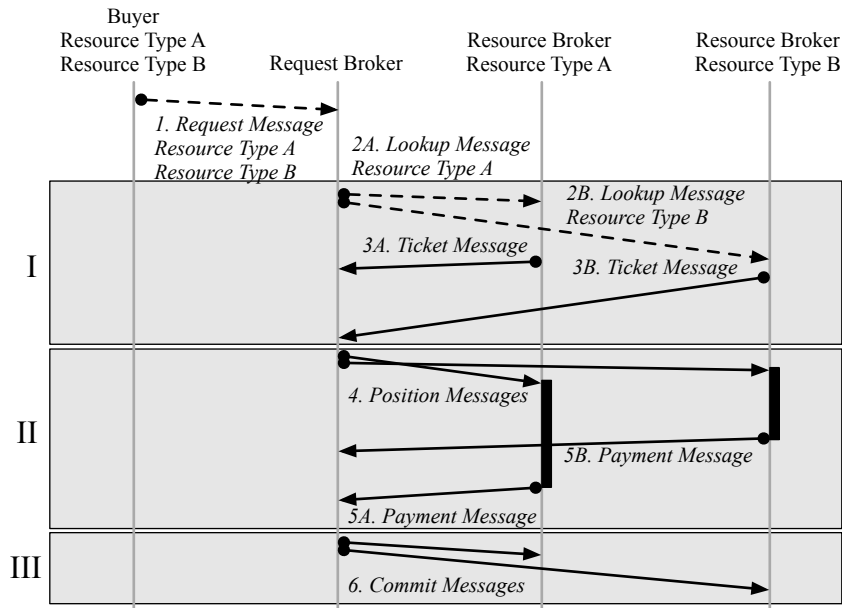 Buyer
Resource Type A
Resource Type B
Request Broker
Resource Broker
Resource Type A
Resource Broker
Resource Type B
1. Request Message
Resource Type A
Resource Type B
2A. Lookup Message
Resource Type A
2B. Lookup Message
Resource Type B
I
3A. Ticket Message
3B. Ticket Message
II
4. Position Messages
5B. Payment Message
5A. Payment Message
III
6. Commit Messages